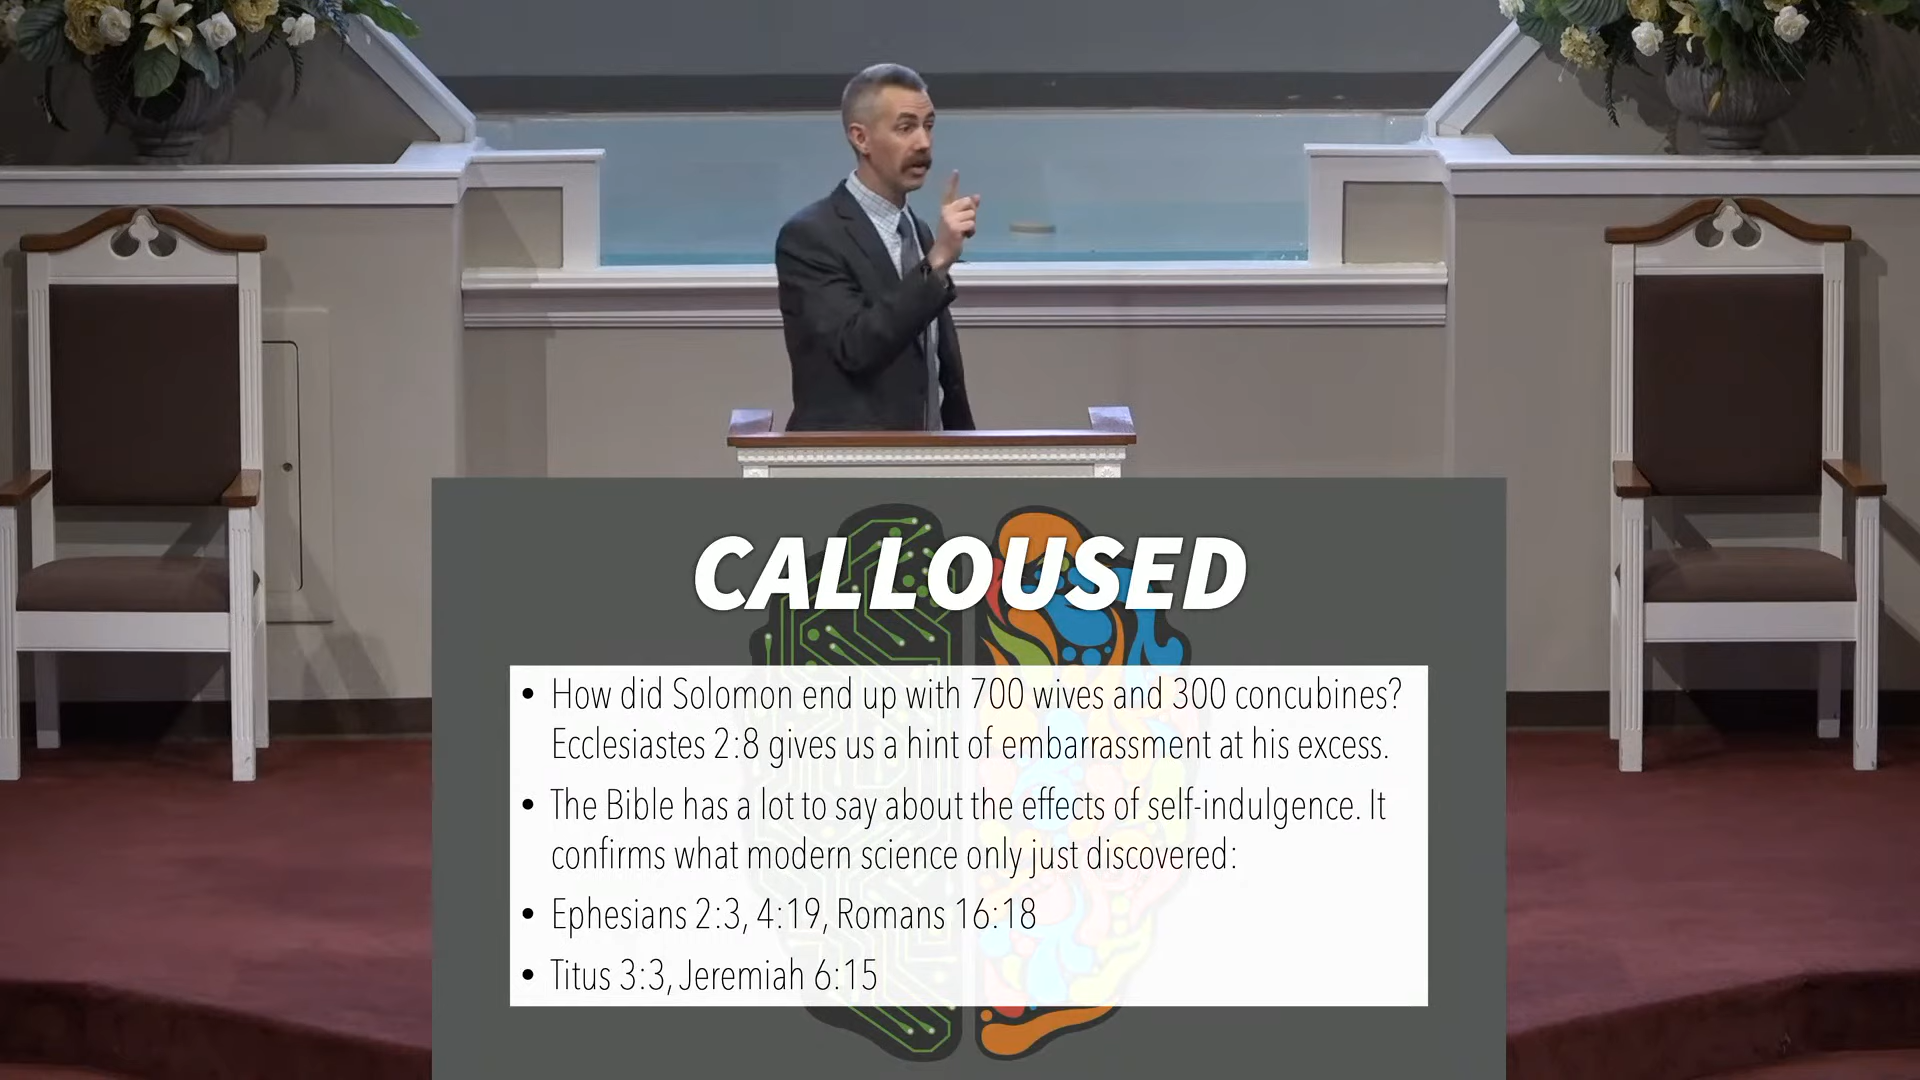 CALLOUSED
• How did Solomon end up with 700 wives and 300 concubines?
Ecclesiastes 2:8 gives us a hint of embarrassment at his excess.
• The Bible has a lot to say about the effects of self-indulgence. It
confirms what modern science only just discovered:
• Ephesians 2:3, 4:19, Romans 16:18
• Titus 3:3, Jeremiah 6:15